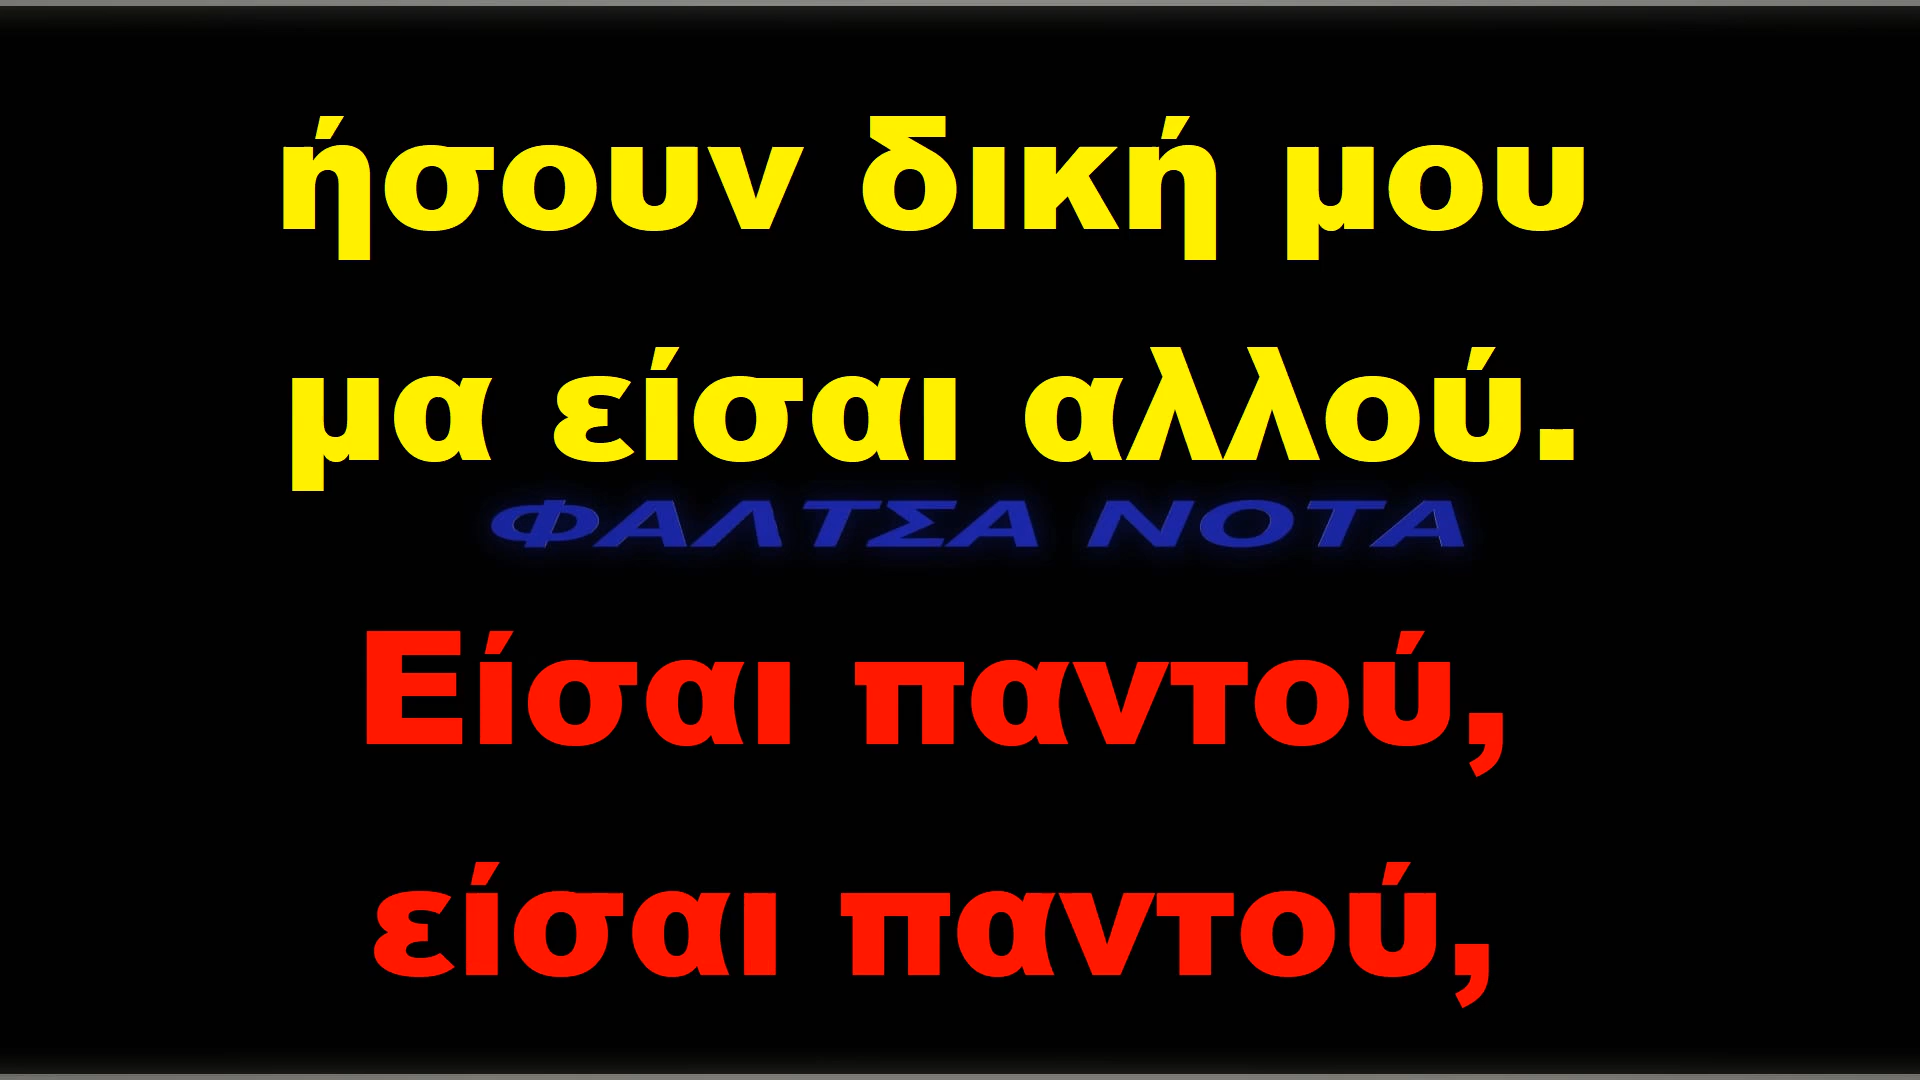 ήσουν δική μου
μα είσαι αλλού.
ΦΑΛΤΣΑ ΝΟΤΑ
Είσαι παντού,
είσαι παντού,